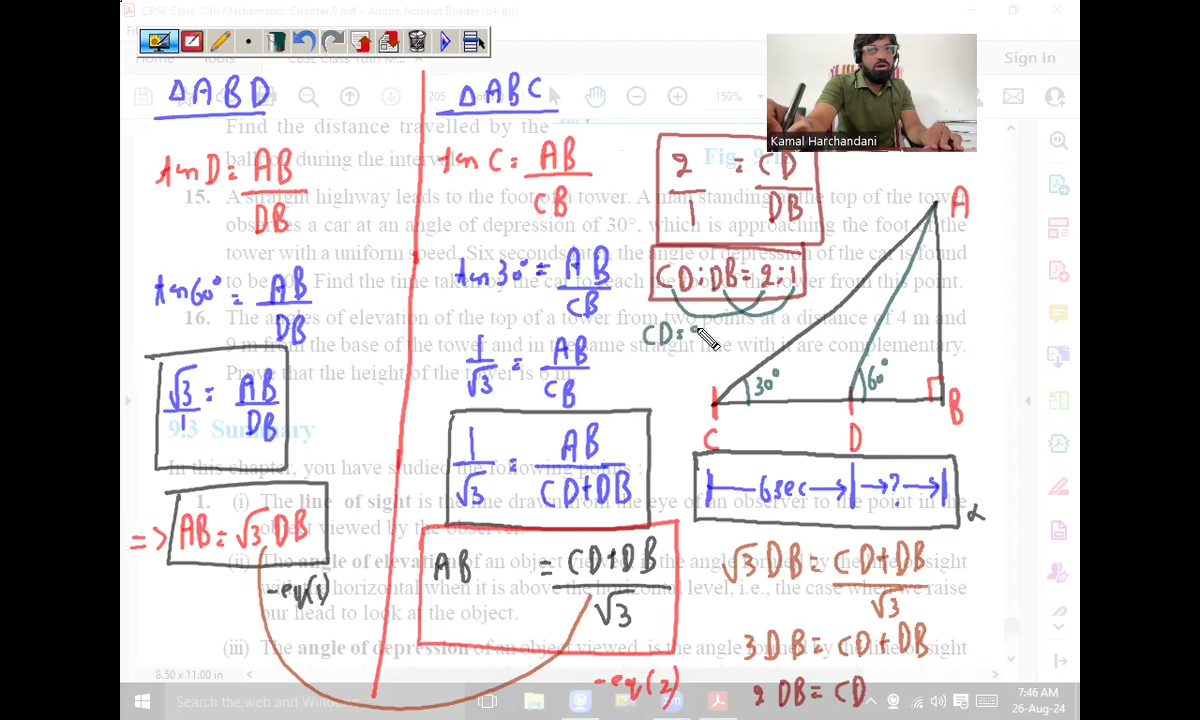 CBSE Class 10th Mathematics Chapter 9.pdf - Adobe Acrobat Reader (64-bit)
Home
Tools
CBSE Class 10th M...
Sign In
205
150%
Kamal Harchandani
Find the distance travelled by the
balloon during the interval.
Fig. 9.
15. A straight highway leads to the foot of a tower. A man standing at the top of the tower
observes a car at an angle of depression of 30°, which is approaching the foot of the
tower with a uniform speed. Six seconds later, the angle of depression of the car is found
to be 60°. Find the time taken by the car to reach the foot of the tower from this point.
16. The angles of elevation of the top of a tower from two points at a distance of 4 m and
9 m from the base of the tower and in the same straight line with it are complementary.
Prove that the height of the tower is 6 m.
9.3 Summary
In this chapter, you have studied the following points :
1. (i) The line of sight is the line drawn from the eye of an observer to the point in the
object viewed by the observer.
(ii) The angle of elevation of an object viewed, is the angle formed by the line of sight
with the horizontal when it is above the horizontal level, i.e., the case when we raise
our head to look at the object.
(iii) The angle of depression of an object viewed, is the angle formed by the line of sight
8.50 x 11.00 in
ΔABD
tan D = AB/DB
tan 60° = AB/DB
√3/1 = AB/DB
=> AB = √3 DB
- eq(1)
ΔABC
tan C = AB/CB
tan 30° = AB/CB
1/√3 = AB/CB
1/√3 = AB/CD+DB
AB = CD+DB/√3
- eq(2)
2/1 = CD/DB
CD : DB = 2 : 1
CD =
A
30°
60°
B
C
D
6sec
?
√3 DB = CD+DB/√3
3 DB = CD+DB
2 DB = CD
Search the web and Windows
7:46 AM
26-Aug-24